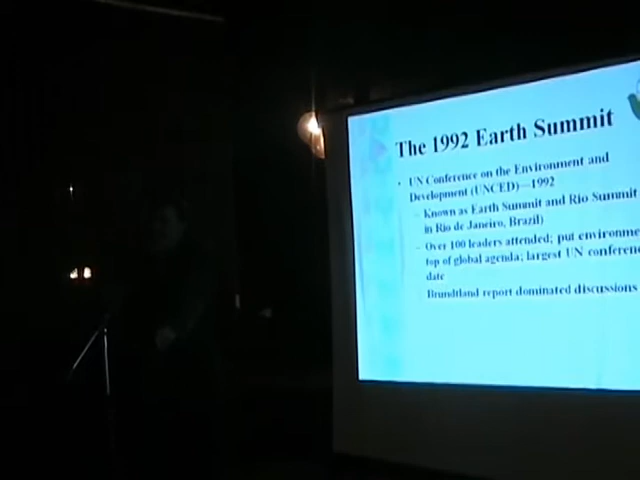 The 1992 Earth Summit
• UN Conference on the Environment and
Development (UNCED)—1992
– Known as Earth Summit and Rio Summit
in Rio de Janeiro, Brazil)
– Over 100 leaders attended; put environme
top of global agenda; largest UN conferen
date
Brundtland report dominated discussions